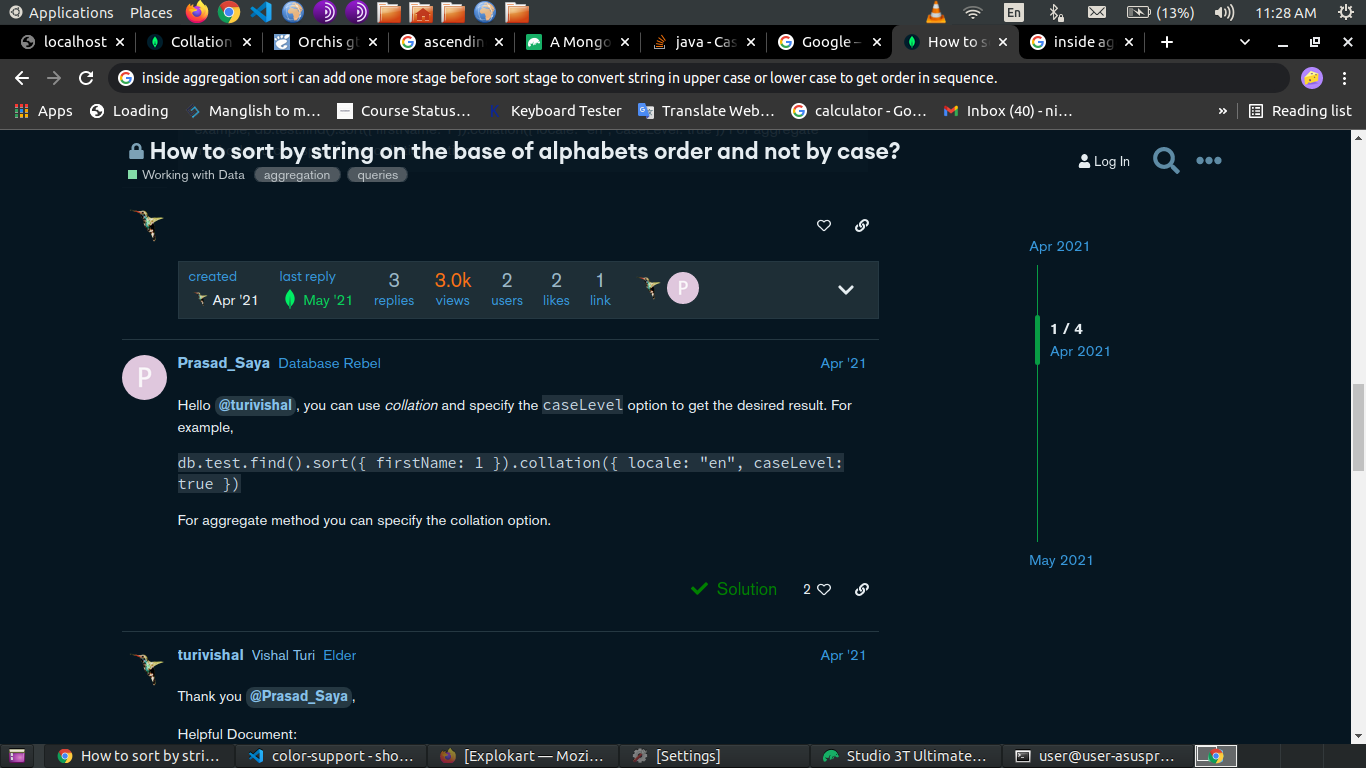 Applications Places En (13%) 11:28 AM
localhost Collation Orchis gt ascendin A Mongo java - Cas Google – How to s inside ag
inside aggregation sort i can add one more stage before sort stage to convert string in upper case or lower case to get order in sequence.
Apps Loading Manglish to m... Course Status... Keyboard Tester Translate Web... calculator - Go... Inbox (40) - ni... » Reading list
How to sort by string on the base of alphabets order and not by case?
Log In
Working with Data aggregation queries
Apr 2021
created last reply 3 3.0k 2 2 1
Apr '21 May '21 replies views users likes link
P
1 / 4
Apr 2021
P
Prasad_Saya Database Rebel Apr '21
Hello @turivishal, you can use collation and specify the caseLevel option to get the desired result. For
example,
db.test.find().sort({ firstName: 1 }).collation({ locale: "en", caseLevel:
true })
For aggregate method you can specify the collation option.
May 2021
Solution 2
turivishal Vishal Turi Elder Apr '21
Thank you @Prasad_Saya,
Helpful Document:
How to sort by stri... color-support - sho... [Explokart — Mozi... [Settings] Studio 3T Ultimate... user@user-asuspr...